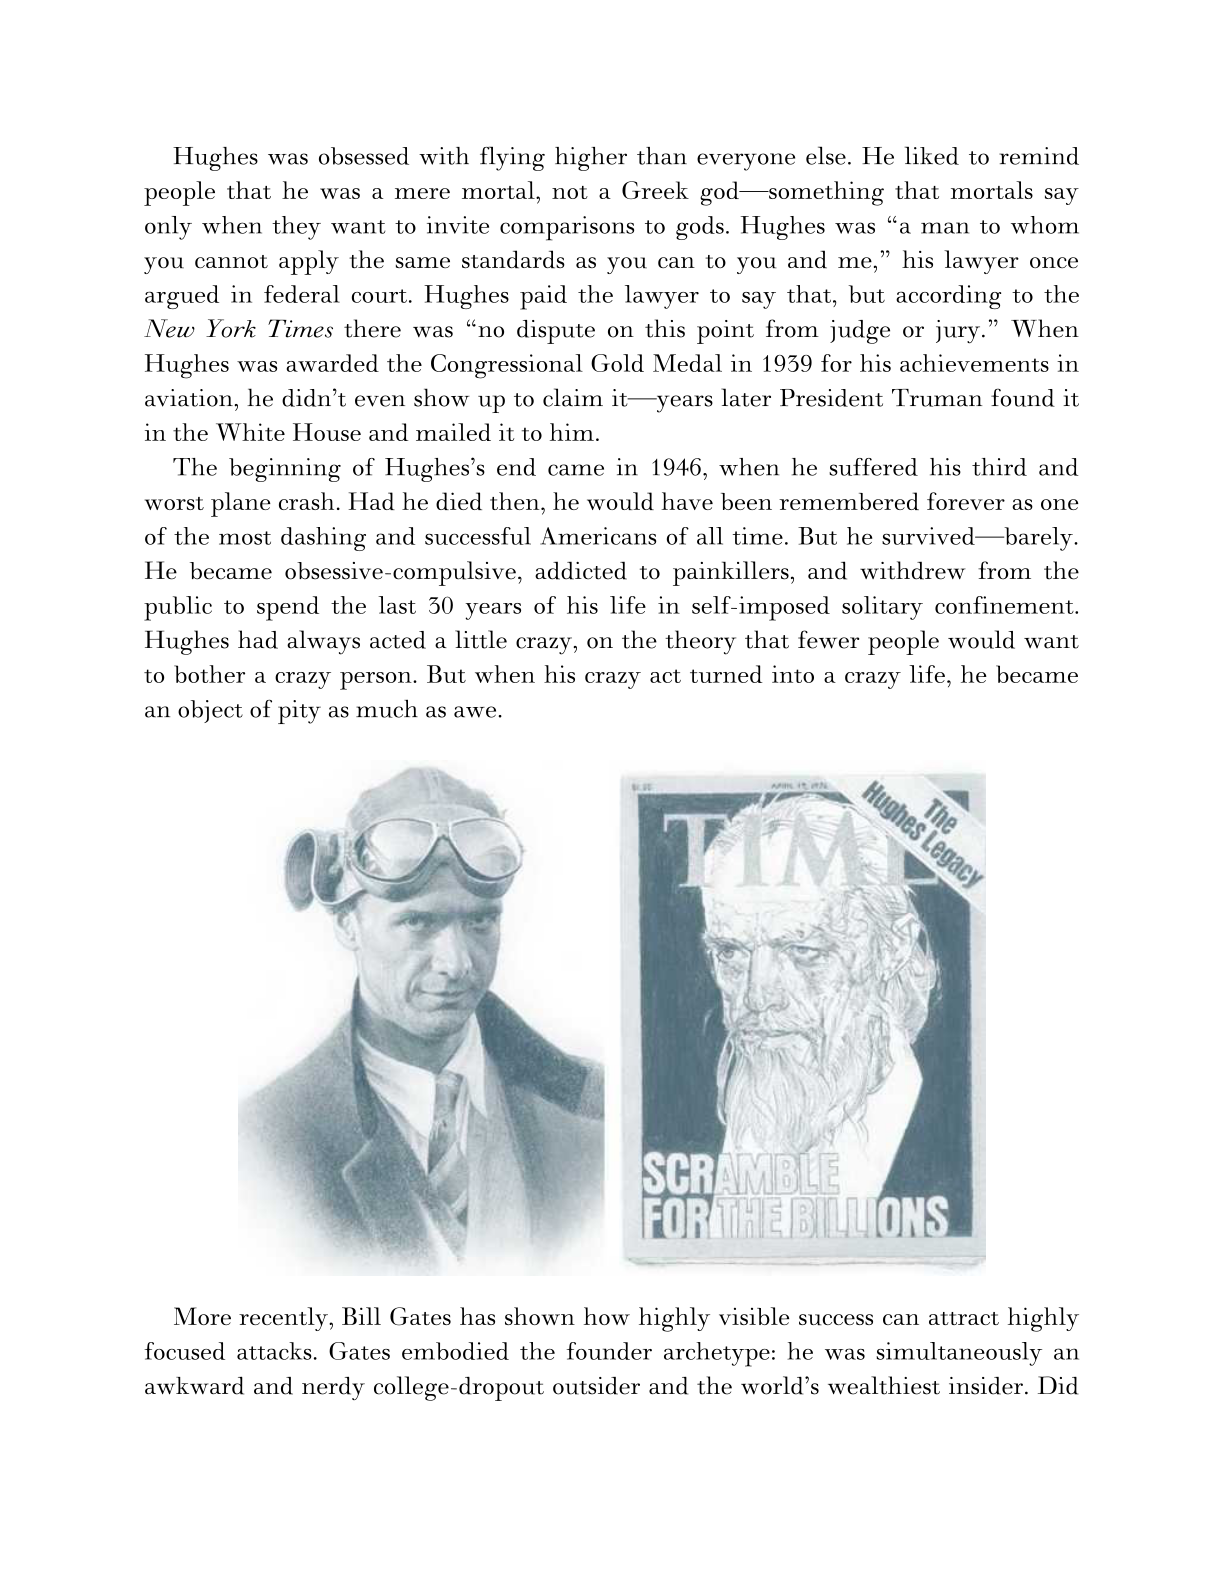 Hughes was obsessed with flying higher than everyone else. He liked to remind
people that he was a mere mortal, not a Greek god—something that mortals say
only when they want to invite comparisons to gods. Hughes was “a man to whom
you cannot apply the same standards as you can to you and me,” his lawyer once
argued in federal court. Hughes paid the lawyer to say that, but according to the
New York Times there was “no dispute on this point from judge or jury.” When
Hughes was awarded the Congressional Gold Medal in 1939 for his achievements in
aviation, he didn’t even show up to claim it—years later President Truman found it
in the White House and mailed it to him.
The beginning of Hughes’s end came in 1946, when he suffered his third and
worst plane crash. Had he died then, he would have been remembered forever as one
of the most dashing and successful Americans of all time. But he survived—barely.
He became obsessive-compulsive, addicted to painkillers, and withdrew from the
public to spend the last 30 years of his life in self-imposed solitary confinement.
Hughes had always acted a little crazy, on the theory that fewer people would want
to bother a crazy person. But when his crazy act turned into a crazy life, he became
an object of pity as much as awe.
The
Hughes Legacy
TIME
SCRAMBLE
FOR THE BILLIONS
More recently, Bill Gates has shown how highly visible success can attract highly
focused attacks. Gates embodied the founder archetype: he was simultaneously an
awkward and nerdy college-dropout outsider and the world’s wealthiest insider. Did